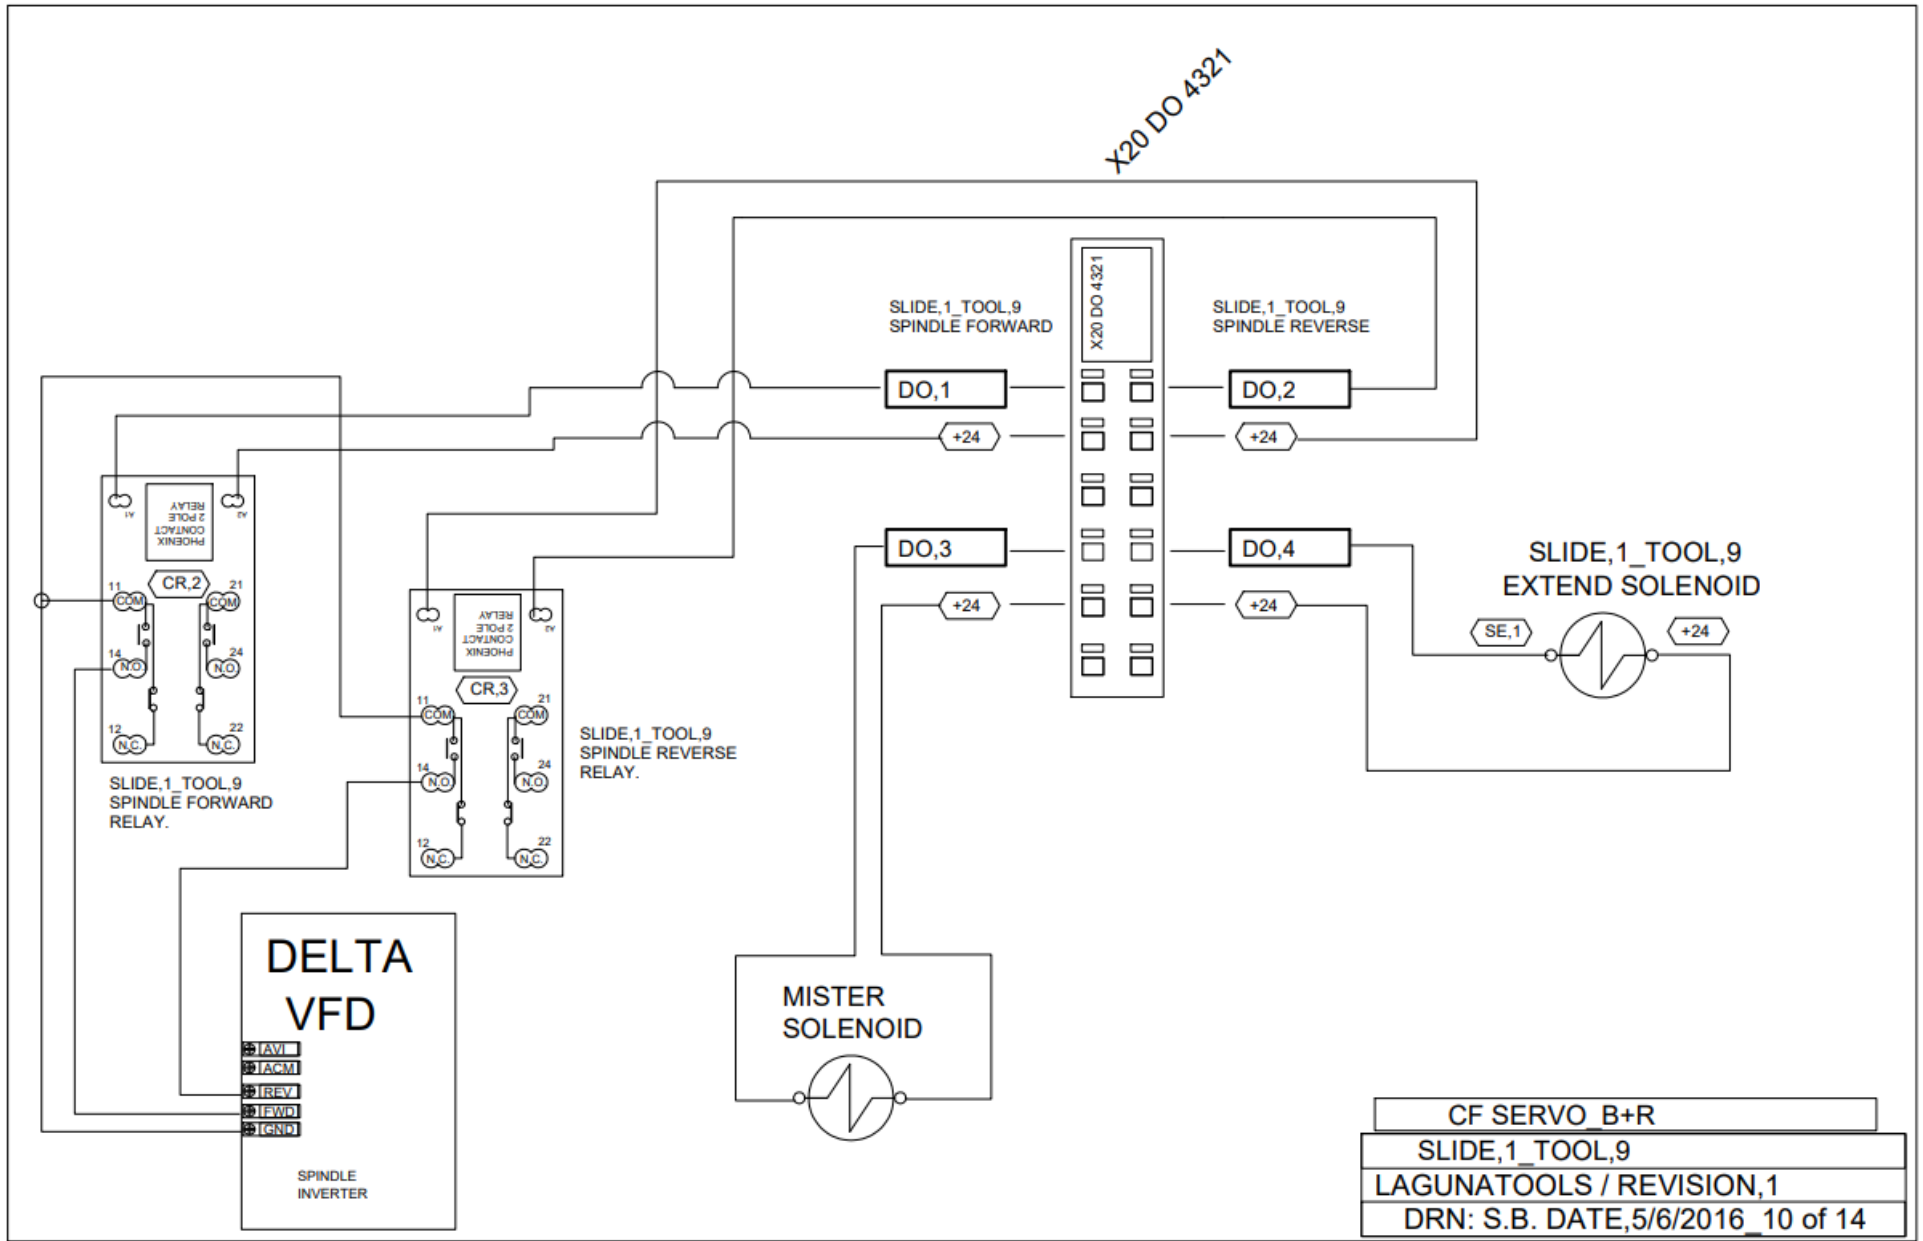 X20 DO 4321
X20 DO 4321
SLIDE,1_TOOL,9
SPINDLE FORWARD
SLIDE,1_TOOL,9
SPINDLE REVERSE
DO,1
DO,2
+24
+24
DO,3
DO,4
+24
+24
SLIDE,1_TOOL,9
EXTEND SOLENOID
SE,1
+24
A1
A2
PHOENIX
CONTACT
2 POLE
RELAY
CR,2
11
21
COM
COM
14
24
N.O.
N.O.
12
22
N.C.
N.C.
SLIDE,1_TOOL,9
SPINDLE FORWARD
RELAY.
A1
A2
PHOENIX
CONTACT
2 POLE
RELAY
CR,3
11
21
COM
COM
14
24
N.O.
N.O.
12
22
N.C.
N.C.
SLIDE,1_TOOL,9
SPINDLE REVERSE
RELAY.
DELTA
VFD
AVI
ACM
REV
FWD
GND
SPINDLE
INVERTER
MISTER
SOLENOID
CF SERVO_B+R
SLIDE,1_TOOL,9
LAGUNATOOLS / REVISION,1
DRN: S.B. DATE,5/6/2016_10 of 14